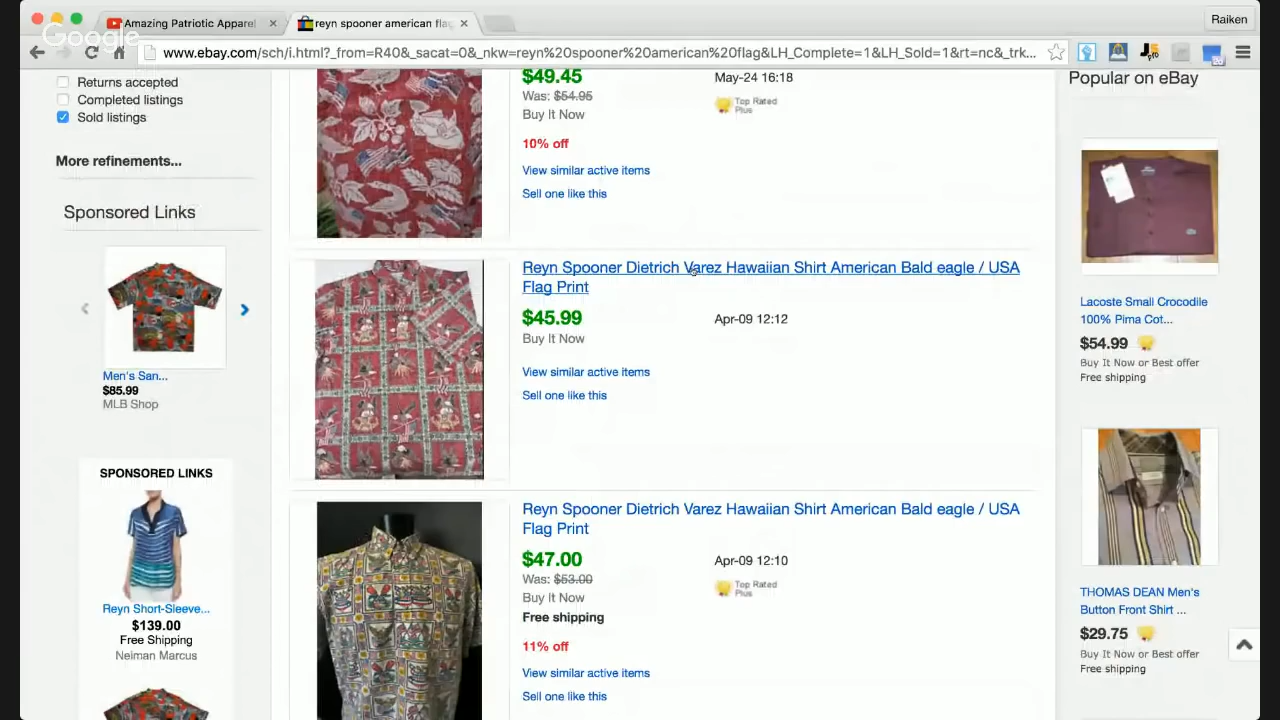 Amazing Patriotic Apparel
reyn spooner american flag
Raiken
Google
www.ebay.com/sch/i.html?_from=R40&_sacat=0&_nkw=reyn%20spooner%20american%20flag&LH_Complete=1&LH_Sold=1&rt=nc&_trk...
Returns accepted
Completed listings
Sold listings
More refinements...
Sponsored Links
Men's San...
$85.99
MLB Shop
SPONSORED LINKS
Reyn Short-Sleeve...
$139.00
Free Shipping
Neiman Marcus
$49.45
May-24 16:18
Was: $54.95
Top Rated
Plus
Buy It Now
10% off
View similar active items
Sell one like this
Reyn Spooner Dietrich Varez Hawaiian Shirt American Bald eagle / USA
Flag Print
$45.99
Apr-09 12:12
Buy It Now
View similar active items
Sell one like this
Reyn Spooner Dietrich Varez Hawaiian Shirt American Bald eagle / USA
Flag Print
$47.00
Apr-09 12:10
Was: $53.00
Top Rated
Plus
Buy It Now
Free shipping
11% off
View similar active items
Sell one like this
Popular on eBay
Lacoste Small Crocodile
100% Pima Cot...
$54.99
Buy It Now or Best offer
Free shipping
THOMAS DEAN Men's
Button Front Shirt ...
$29.75
Buy It Now or Best offer
Free shipping